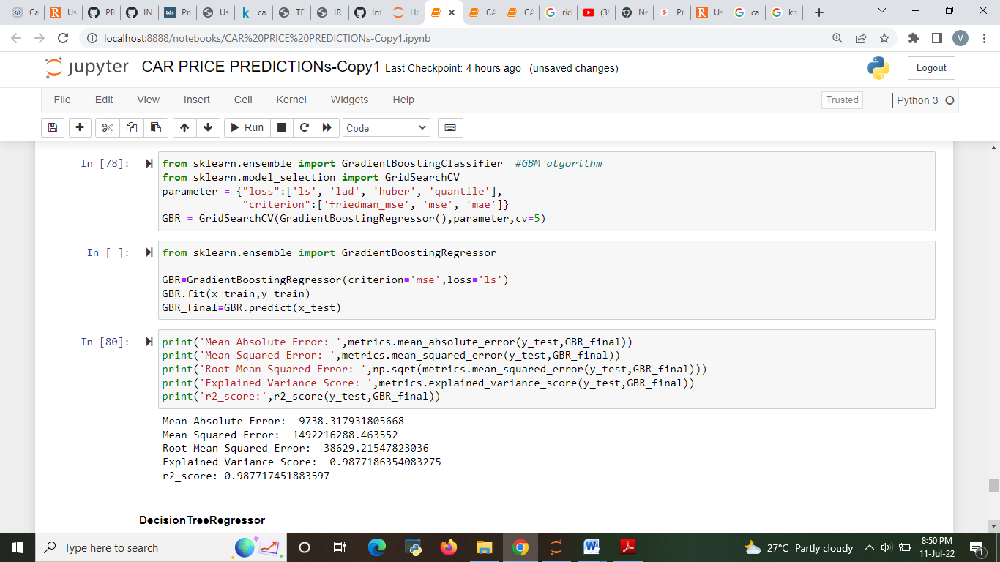 Ca
Us
PR
IN
tds
Pr
Us
k
ca
TE
IR.
Int
Ho
CA
CA
rid
(39
Ne
Pr
Us
ca
kn
localhost:8888/notebooks/CAR%20PRICE%20PREDICTIONs-Copy1.ipynb
V
jupyter CAR PRICE PREDICTIONs-Copy1 Last Checkpoint: 4 hours ago (unsaved changes)
Logout
File Edit View Insert Cell Kernel Widgets Help
Trusted
Python 3
Run
Code
In [78]:
from sklearn.ensemble import GradientBoostingClassifier #GBM algorithm
from sklearn.model_selection import GridSearchCV
parameter = {"loss":['ls', 'lad', 'huber', 'quantile'],
"criterion":['friedman_mse', 'mse', 'mae']}
GBR = GridSearchCV(GradientBoostingRegressor(),parameter,cv=5)
In [ ]:
from sklearn.ensemble import GradientBoostingRegressor
GBR=GradientBoostingRegressor(criterion='mse',loss='ls')
GBR.fit(x_train,y_train)
GBR_final=GBR.predict(x_test)
In [80]:
print('Mean Absolute Error: ',metrics.mean_absolute_error(y_test,GBR_final))
print('Mean Squared Error: ',metrics.mean_squared_error(y_test,GBR_final))
print('Root Mean Squared Error: ',np.sqrt(metrics.mean_squared_error(y_test,GBR_final)))
print('Explained Variance Score: ',metrics.explained_variance_score(y_test,GBR_final))
print('r2_score:',r2_score(y_test,GBR_final))
Mean Absolute Error:  9738.317931805668
Mean Squared Error:  1492216288.463552
Root Mean Squared Error:  38629.21547823036
Explained Variance Score:  0.9877186354083275
r2_score: 0.987717451883597
DecisionTreeRegressor
Type here to search
27°C Partly cloudy
8:50 PM
11-Jul-22
1